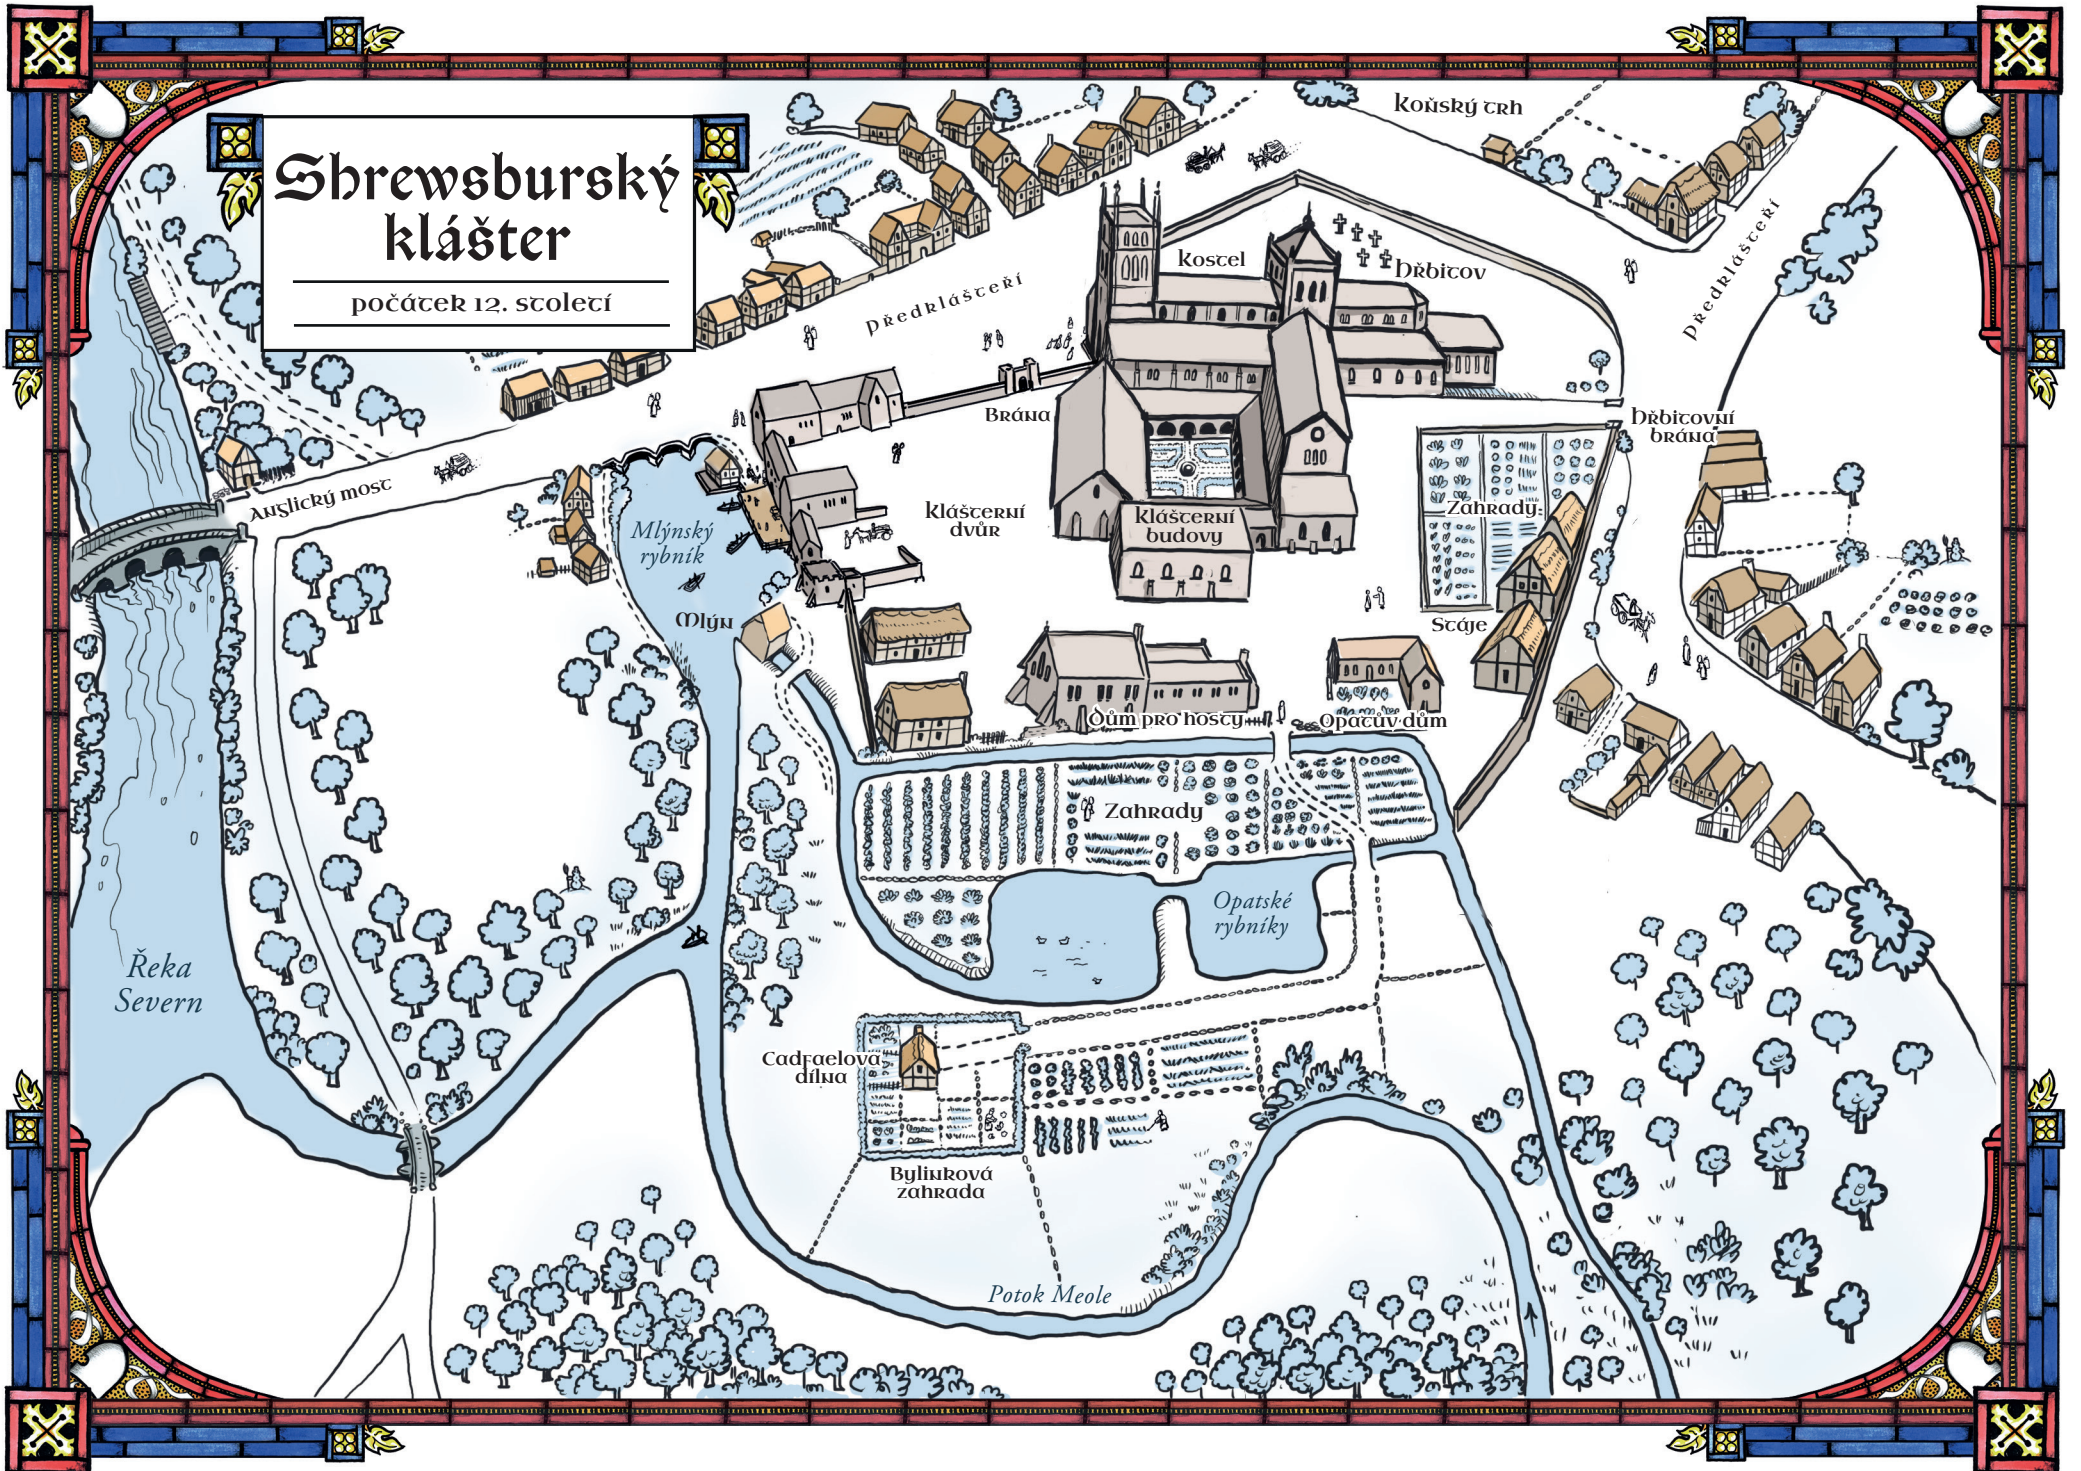 Shrewsburský
klášter
počátek 12. století
Koňský trh
Předklášteří
Předklášteří
Kostel
Hřbitov
Brána
Hřbitovní
brána
Anglický most
Mlýnský
rybník
Klášterní
dvůr
Klášterní
budovy
Zahrady
Mlýn
Stáje
Dům pro hosty
Opatův dům
Zahrady
Opatské
rybníky
Řeka
Severn
Cadfaelova
dílna
Bylinková
zahrada
Potok Meole